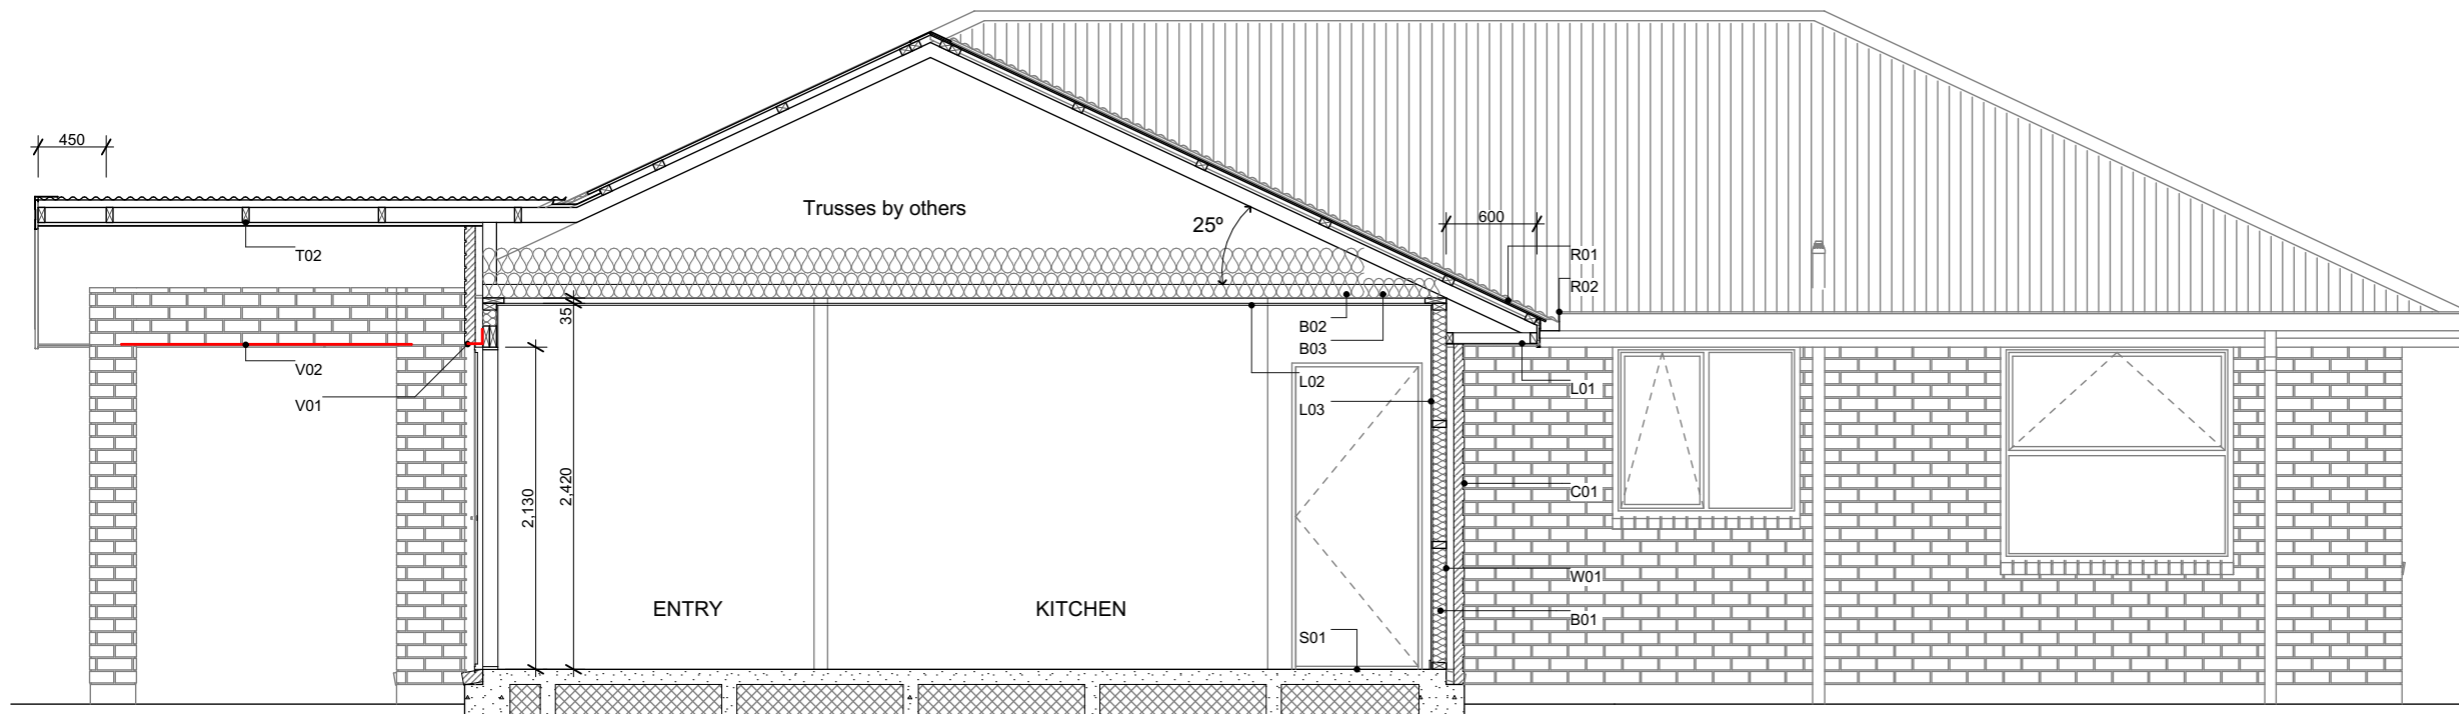 450
Trusses by others
25°
600
T02
R01
R02
35
B02
B03
V02
L02
L01
V01
L03
2,130
2,420
C01
W01
ENTRY
KITCHEN
B01
S01